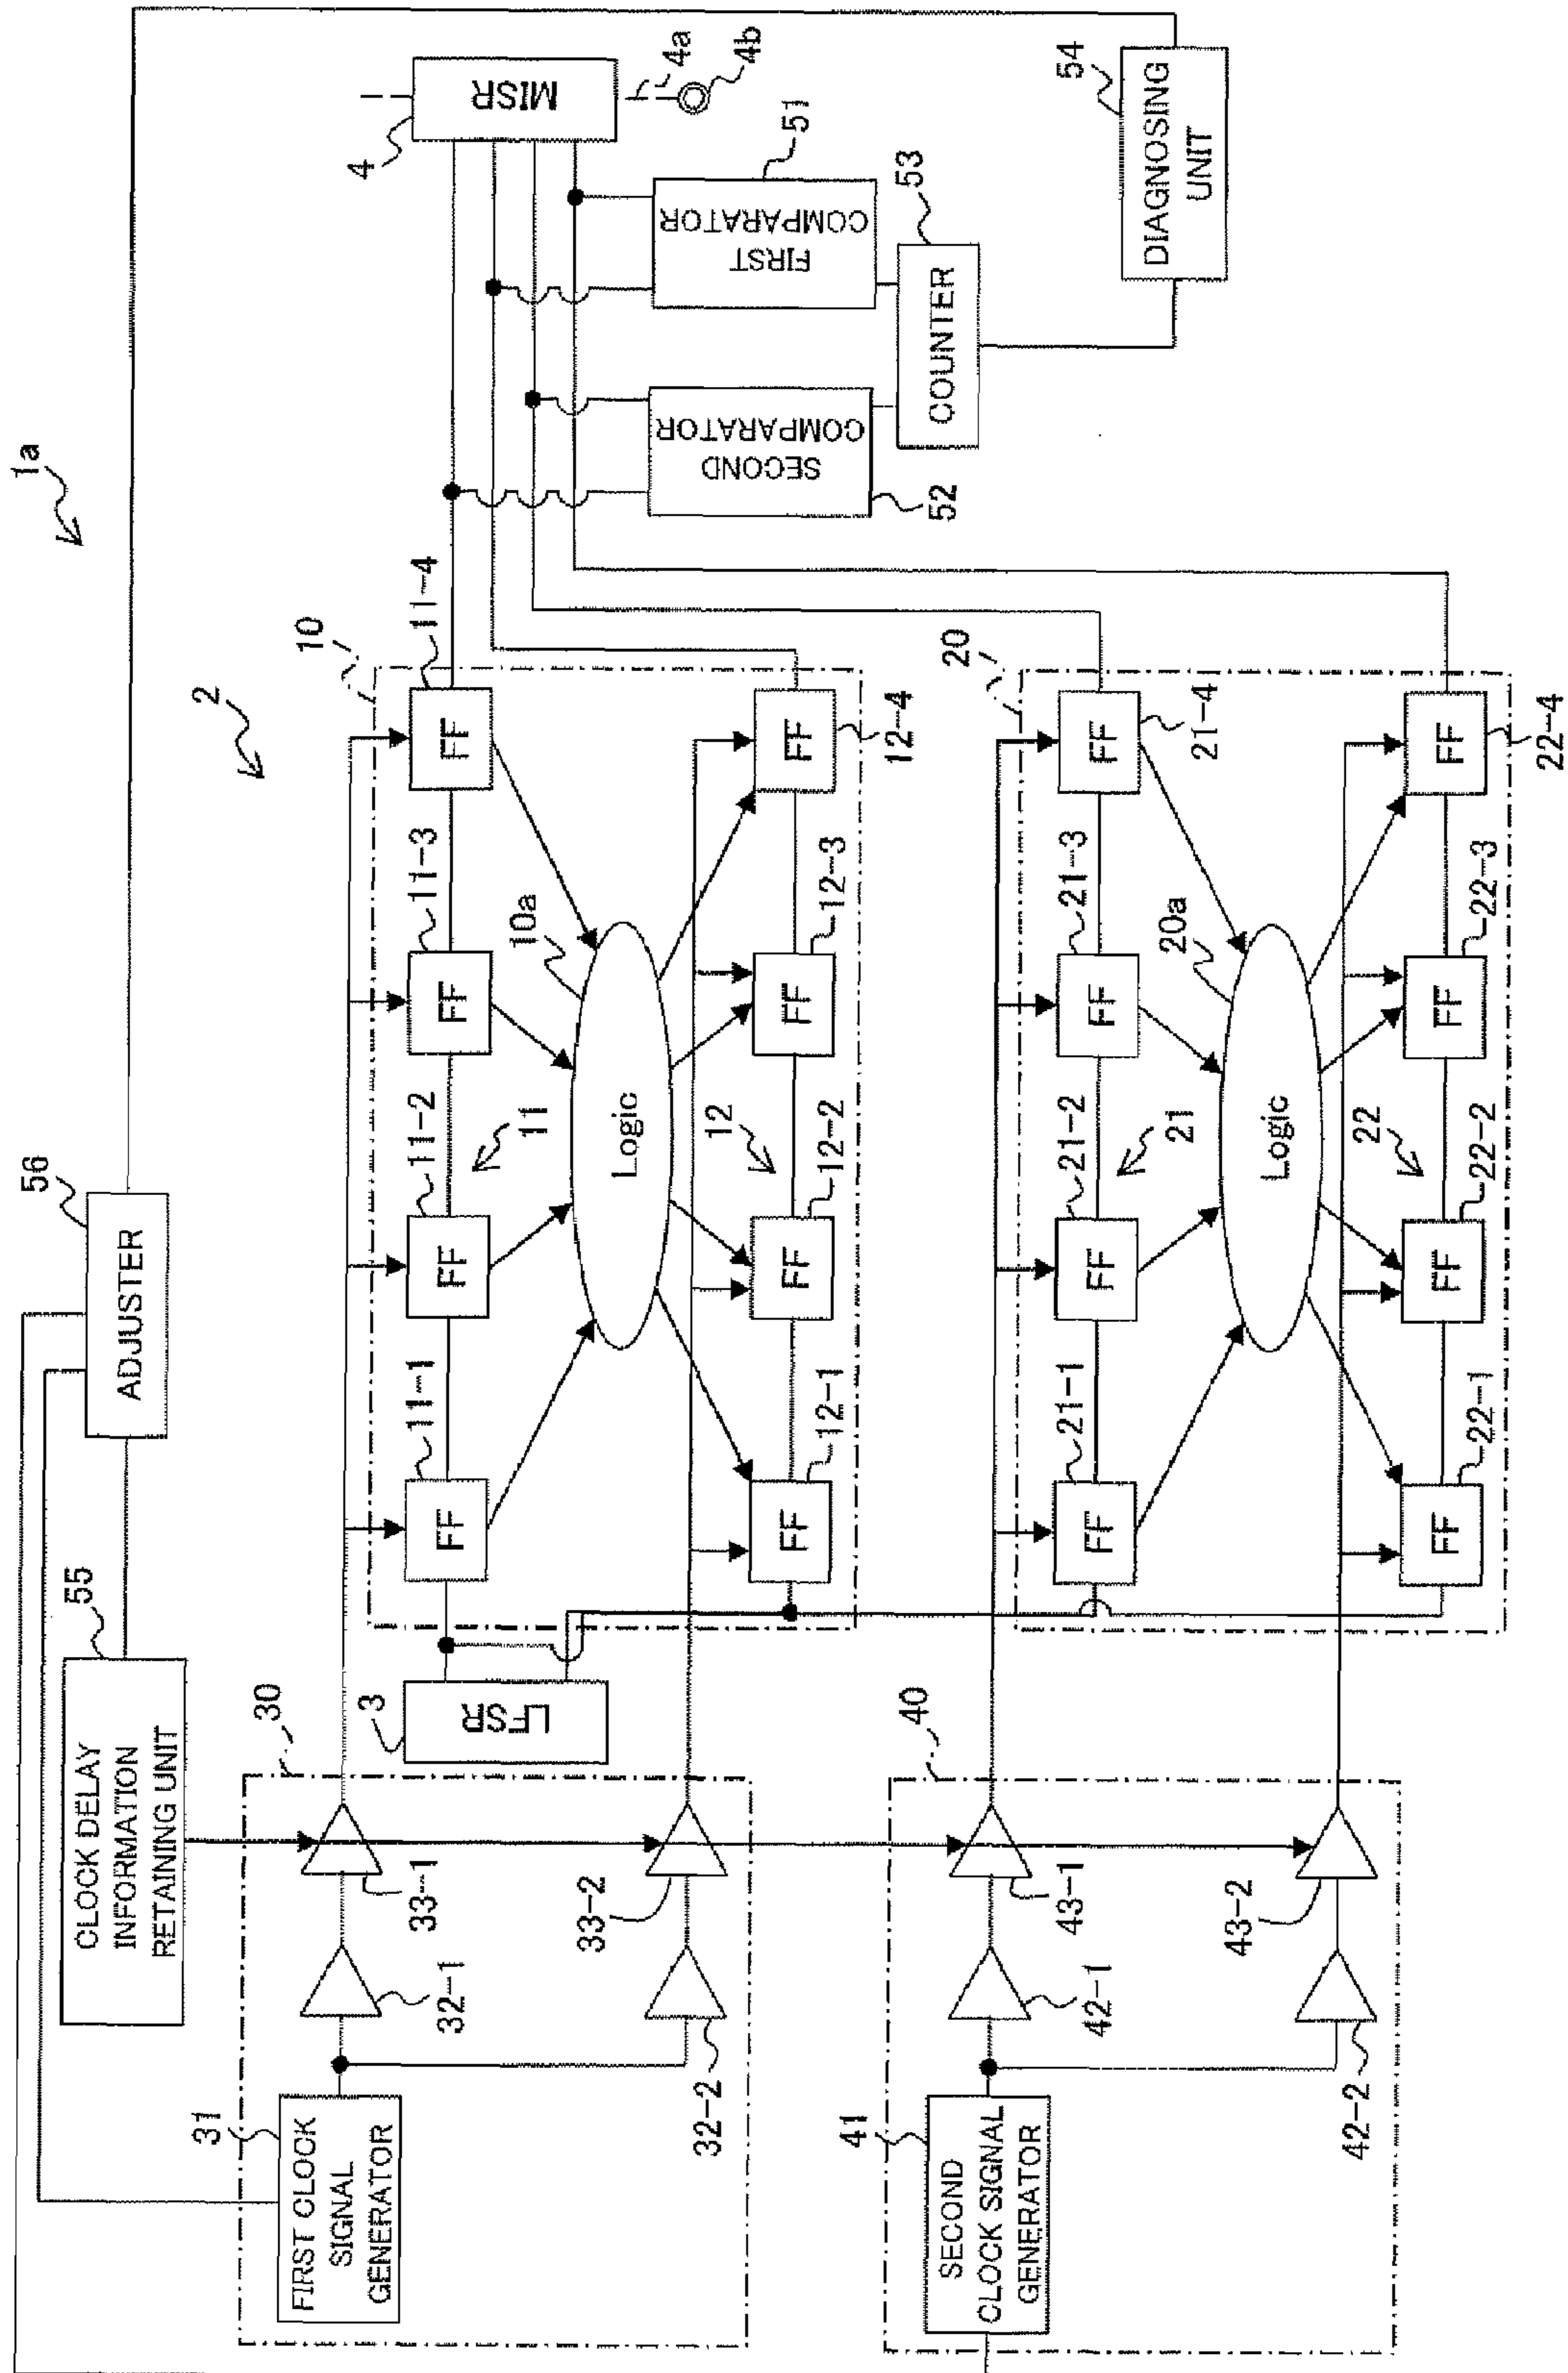 1a
2
56
ADJUSTER
55
CLOCK DELAY
INFORMATION
RETAINING UNIT
30
31
FIRST CLOCK
SIGNAL
GENERATOR
32-1
33-1
32-2
33-2
40
41
SECOND
CLOCK SIGNAL
GENERATOR
42-1
43-1
42-2
43-2
3
LFSR
10
11-1
11-2
11-3
11-4
FF
FF
FF
FF
11
10a
Logic
12
FF
FF
FF
FF
12-1
12-2
12-3
12-4
20
21-1
21-2
21-3
21-4
FF
FF
FF
FF
21
20a
Logic
22
FF
FF
FF
FF
22-1
22-2
22-3
22-4
4
MISR
4a
4b
51
FIRST
COMPARATOR
52
SECOND
COMPARATOR
53
COUNTER
54
DIAGNOSING
UNIT